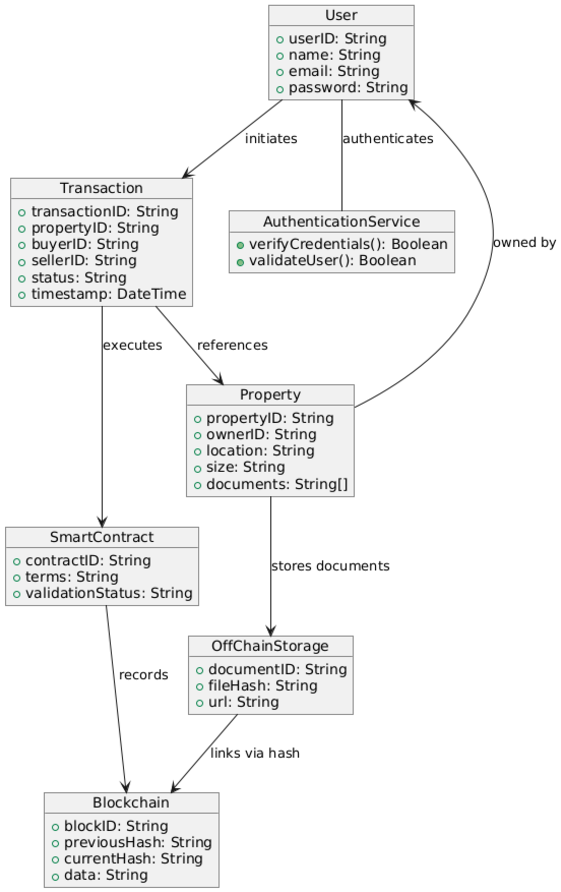 User
userID: String
name: String
email: String
password: String
initiates
authenticates
Transaction
transactionID: String
propertyID: String
buyerID: String
sellerID: String
status: String
timestamp: DateTime
AuthenticationService
verifyCredentials(): Boolean
validateUser(): Boolean
owned by
executes
references
Property
propertyID: String
ownerID: String
location: String
size: String
documents: String[]
SmartContract
contractID: String
terms: String
validationStatus: String
stores documents
OffChainStorage
documentID: String
fileHash: String
url: String
records
links via hash
Blockchain
blockID: String
previousHash: String
currentHash: String
data: String